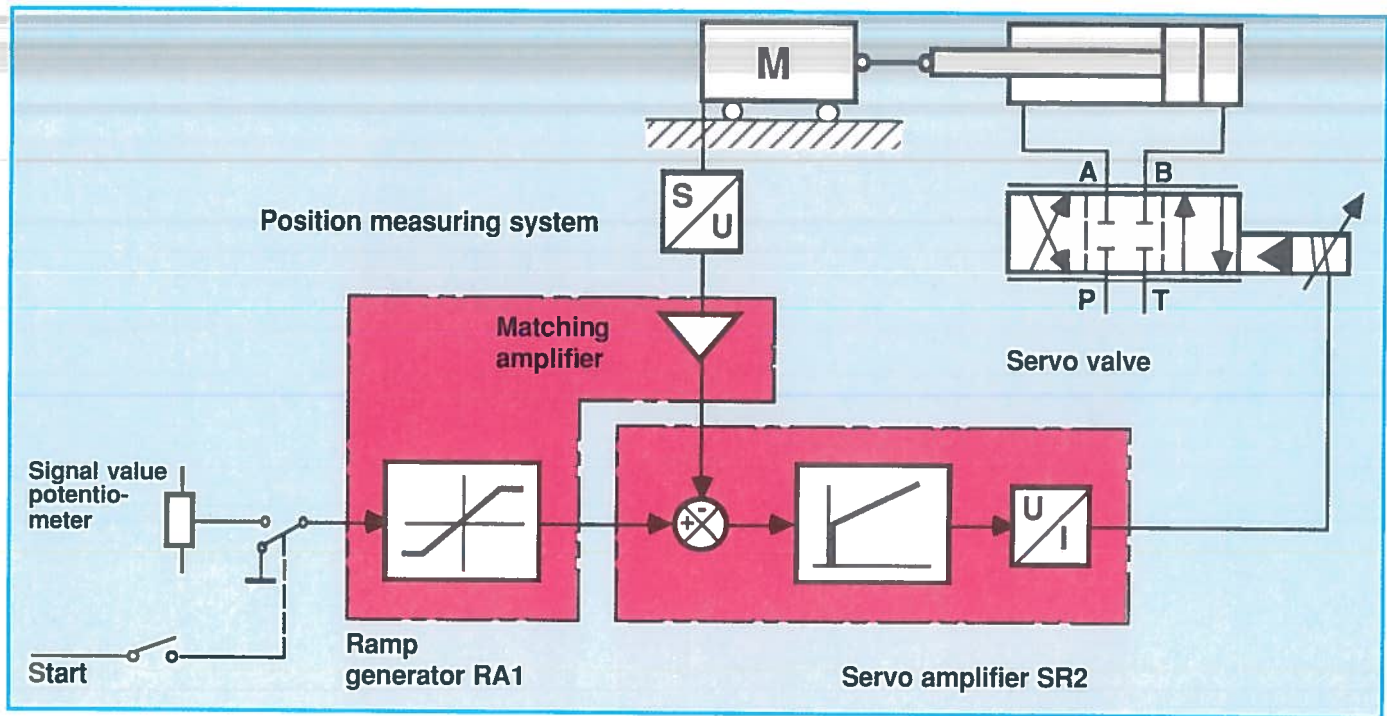 M
A B
S
U
Position measuring system
P T
Matching
amplifier
Servo valve
Signal value
potentio-
meter
+ -
U
I
Start
Ramp
generator RA1
Servo amplifier SR2